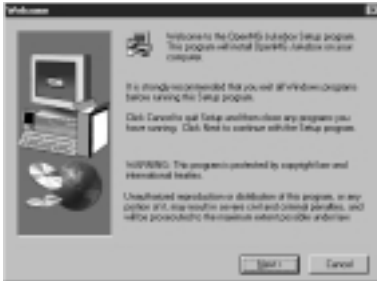 Welcome
Welcome to the OpenMG Jukebox Setup program.
This program will install OpenMG Jukebox on your
computer.
It is strongly recommended that you exit all Windows programs
before running this Setup program.
Click Cancel to quit Setup and then close any programs you
have running. Click Next to continue with the Setup program.
WARNING: This program is protected by copyright law and
international treaties.
Unauthorized reproduction or distribution of this program, or any
portion of it, may result in severe civil and criminal penalties, and
will be prosecuted to the maximum extent possible under law.
Next >
Cancel